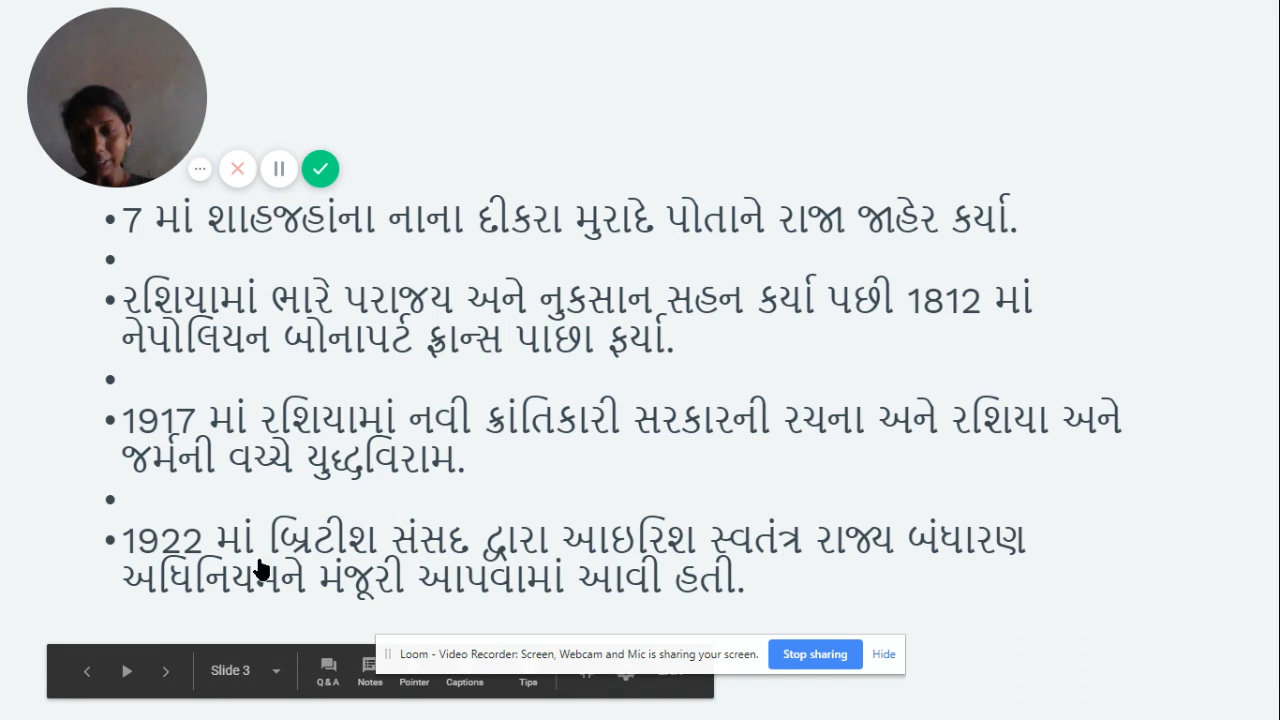 • 7 માં શાહજહાંના નાના દીકરા મુરાદે પોતાને રાજા જાહેર કર્યા.
•
• રશિયામાં ભારે પરાજય અને નુકસાન સહન કર્યા પછી 1812 માં
નેપોલિયન બોનાપર્ટ ફ્રાન્સ પાછા ફર્યા.
•
• 1917 માં રશિયામાં નવી ક્રાંતિકારી સરકારની રચના અને રશિયા અને
જર્મની વચ્ચે યુદ્ધવિરામ.
•
• 1922 માં બ્રિટીશ સંસદ દ્વારા આઇરિશ સ્વતંત્ર રાજ્ય બંધારણ
અધિનિયમને મંજૂરી આપવામાં આવી હતી.
Loom - Video Recorder: Screen, Webcam and Mic is sharing your screen. Stop sharing Hide
Slide 3
Q & A Notes Pointer Captions Tips